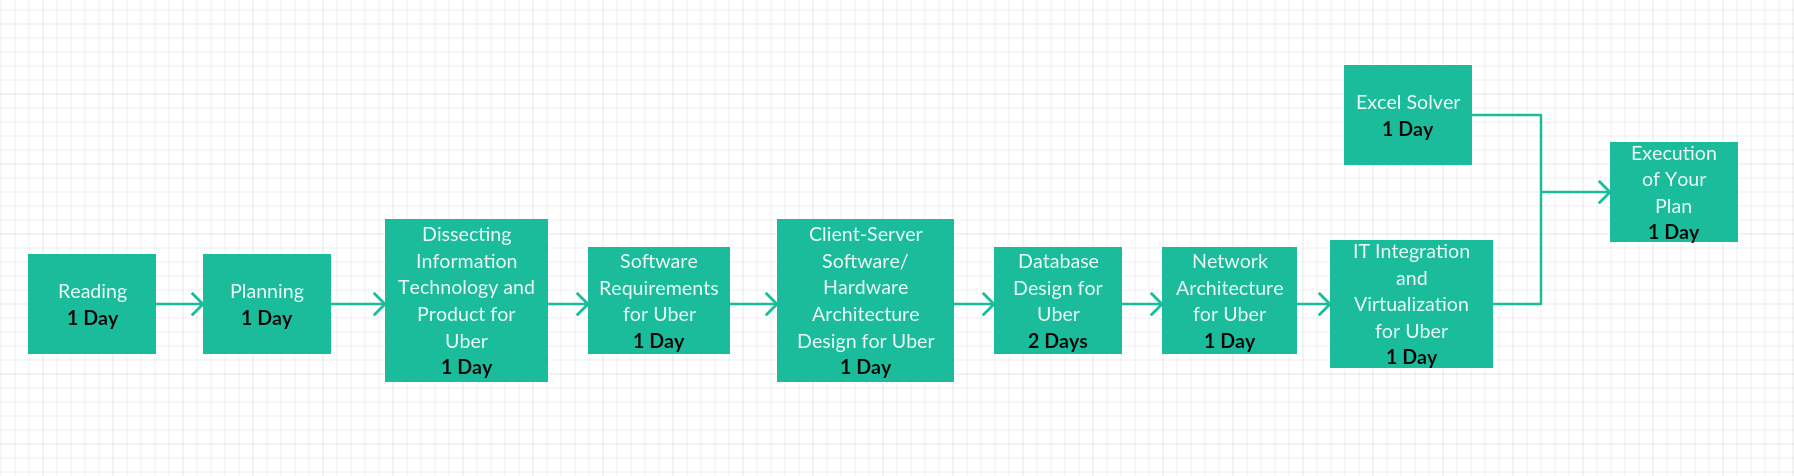 Reading
1 Day
Planning
1 Day
Dissecting
Information
Technology and
Product for
Uber
1 Day
Software
Requirements
for Uber
1 Day
Client-Server
Software/
Hardware
Architecture
Design for Uber
1 Day
Database
Design for
Uber
2 Days
Network
Architecture
for Uber
1 Day
IT Integration
and
Virtualization
for Uber
1 Day
Excel Solver
1 Day
Execution
of Your
Plan
1 Day